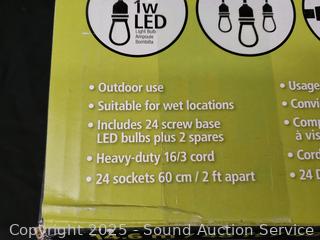 1w
LED
Light Bulb
Ampoule
Bombilla
• Outdoor use
• Suitable for wet locations
• Includes 24 screw base
LED bulbs plus 2 spares
• Heavy-duty 16/3 cord
• 24 sockets 60 cm / 2 ft apart
• Usage
Convi
• Comp
à vis
• Cord
• 24 D
Copyright 2025 - Sound Auction Service